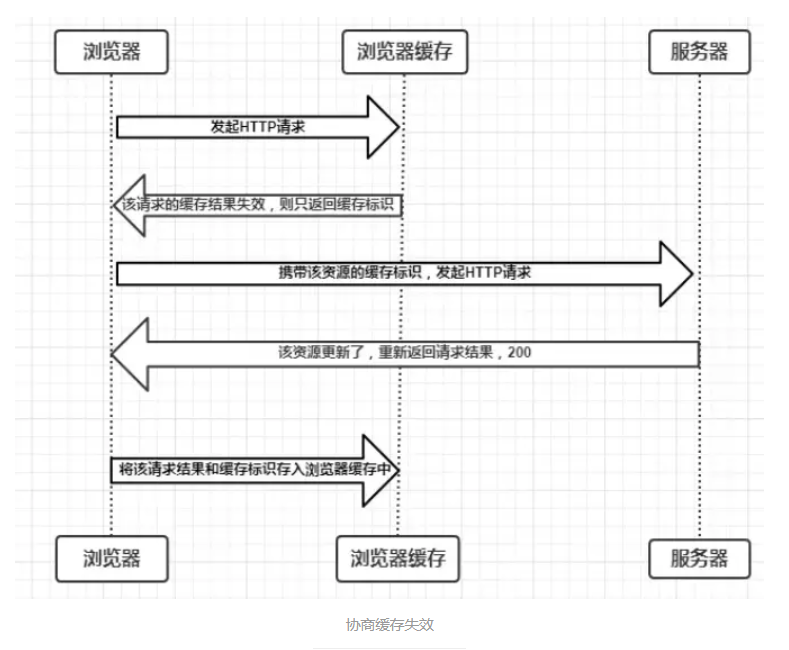 浏览器
浏览器缓存
服务器
发起HTTP请求
该请求的缓存结果失效，则只返回缓存标识
携带该资源的缓存标识，发起HTTP请求
该资源更新了，重新返回请求结果，200
将该请求结果和缓存标识存入浏览器缓存中
浏览器
浏览器缓存
服务器
协商缓存失效